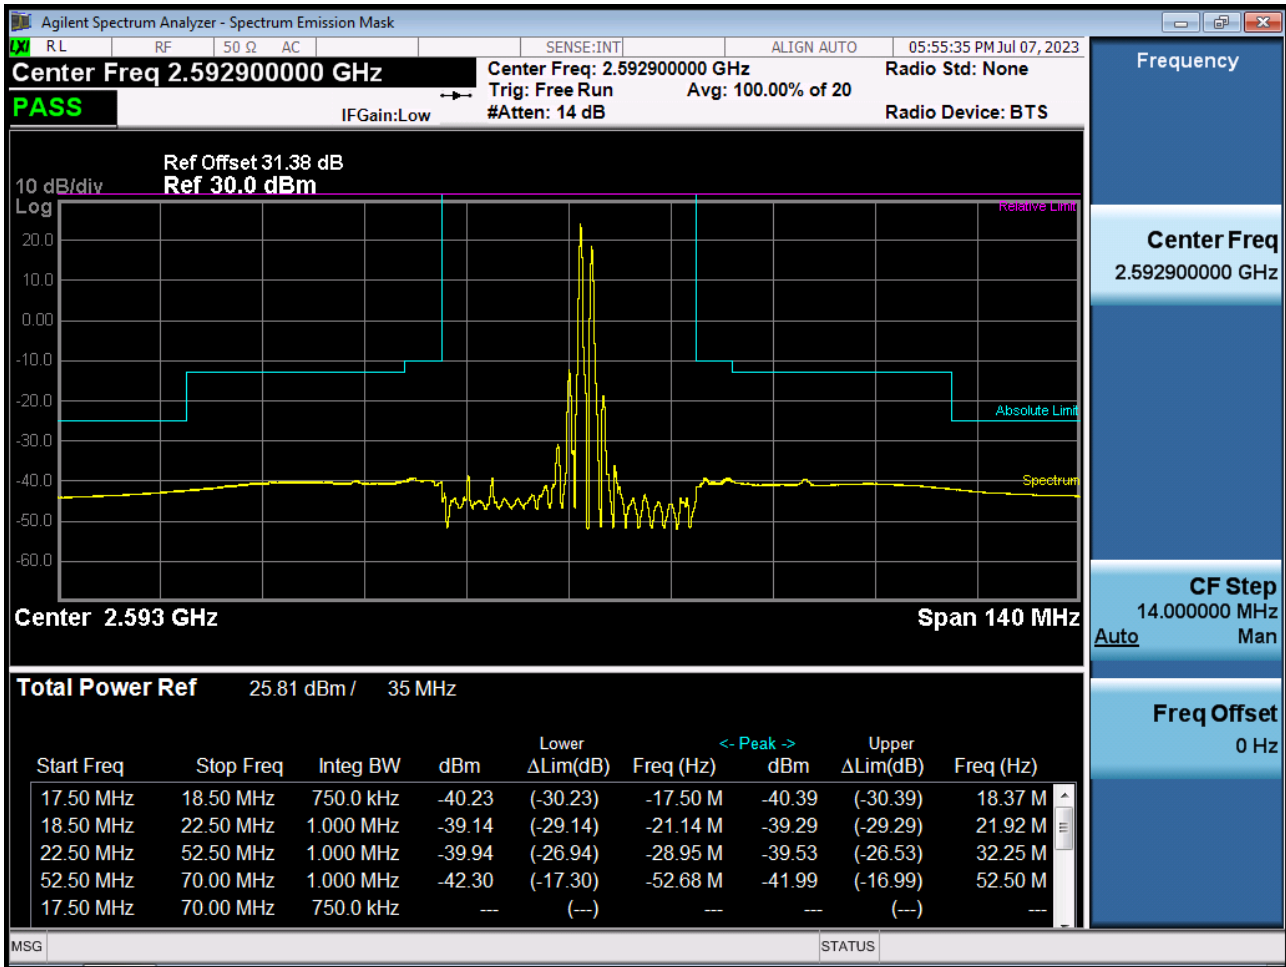 Agilent Spectrum Analyzer - Spectrum Emission Mask
LXI RL RF 50 Ω AC SENSE:INT ALIGN AUTO 05:55:35 PM Jul 07, 2023
Center Freq 2.592900000 GHz
PASS
IFGain:Low
Center Freq: 2.592900000 GHz
Trig: Free Run Avg: 100.00% of 20
#Atten: 14 dB
Radio Std: None
Radio Device: BTS
Ref Offset 31.38 dB
10 dB/div Ref 30.0 dBm
Log
Relative Limit
20.0
10.0
0.00
-10.0
-20.0
Absolute Limit
-30.0
-40.0
Spectrum
-50.0
-60.0
Center 2.593 GHz Span 140 MHz
Total Power Ref 25.81 dBm / 35 MHz
Lower <- Peak -> Upper
Start Freq Stop Freq Integ BW dBm ΔLim(dB) Freq (Hz) dBm ΔLim(dB) Freq (Hz)
17.50 MHz 18.50 MHz 750.0 kHz -40.23 (-30.23) -17.50 M -40.39 (-30.39) 18.37 M
18.50 MHz 22.50 MHz 1.000 MHz -39.14 (-29.14) -21.14 M -39.29 (-29.29) 21.92 M
22.50 MHz 52.50 MHz 1.000 MHz -39.94 (-26.94) -28.95 M -39.53 (-26.53) 32.25 M
52.50 MHz 70.00 MHz 1.000 MHz -42.30 (-17.30) -52.68 M -41.99 (-16.99) 52.50 M
17.50 MHz 70.00 MHz 750.0 kHz --- (---) --- --- (---) ---
MSG STATUS
Frequency
Center Freq
2.592900000 GHz
CF Step
14.000000 MHz
Auto Man
Freq Offset
0 Hz